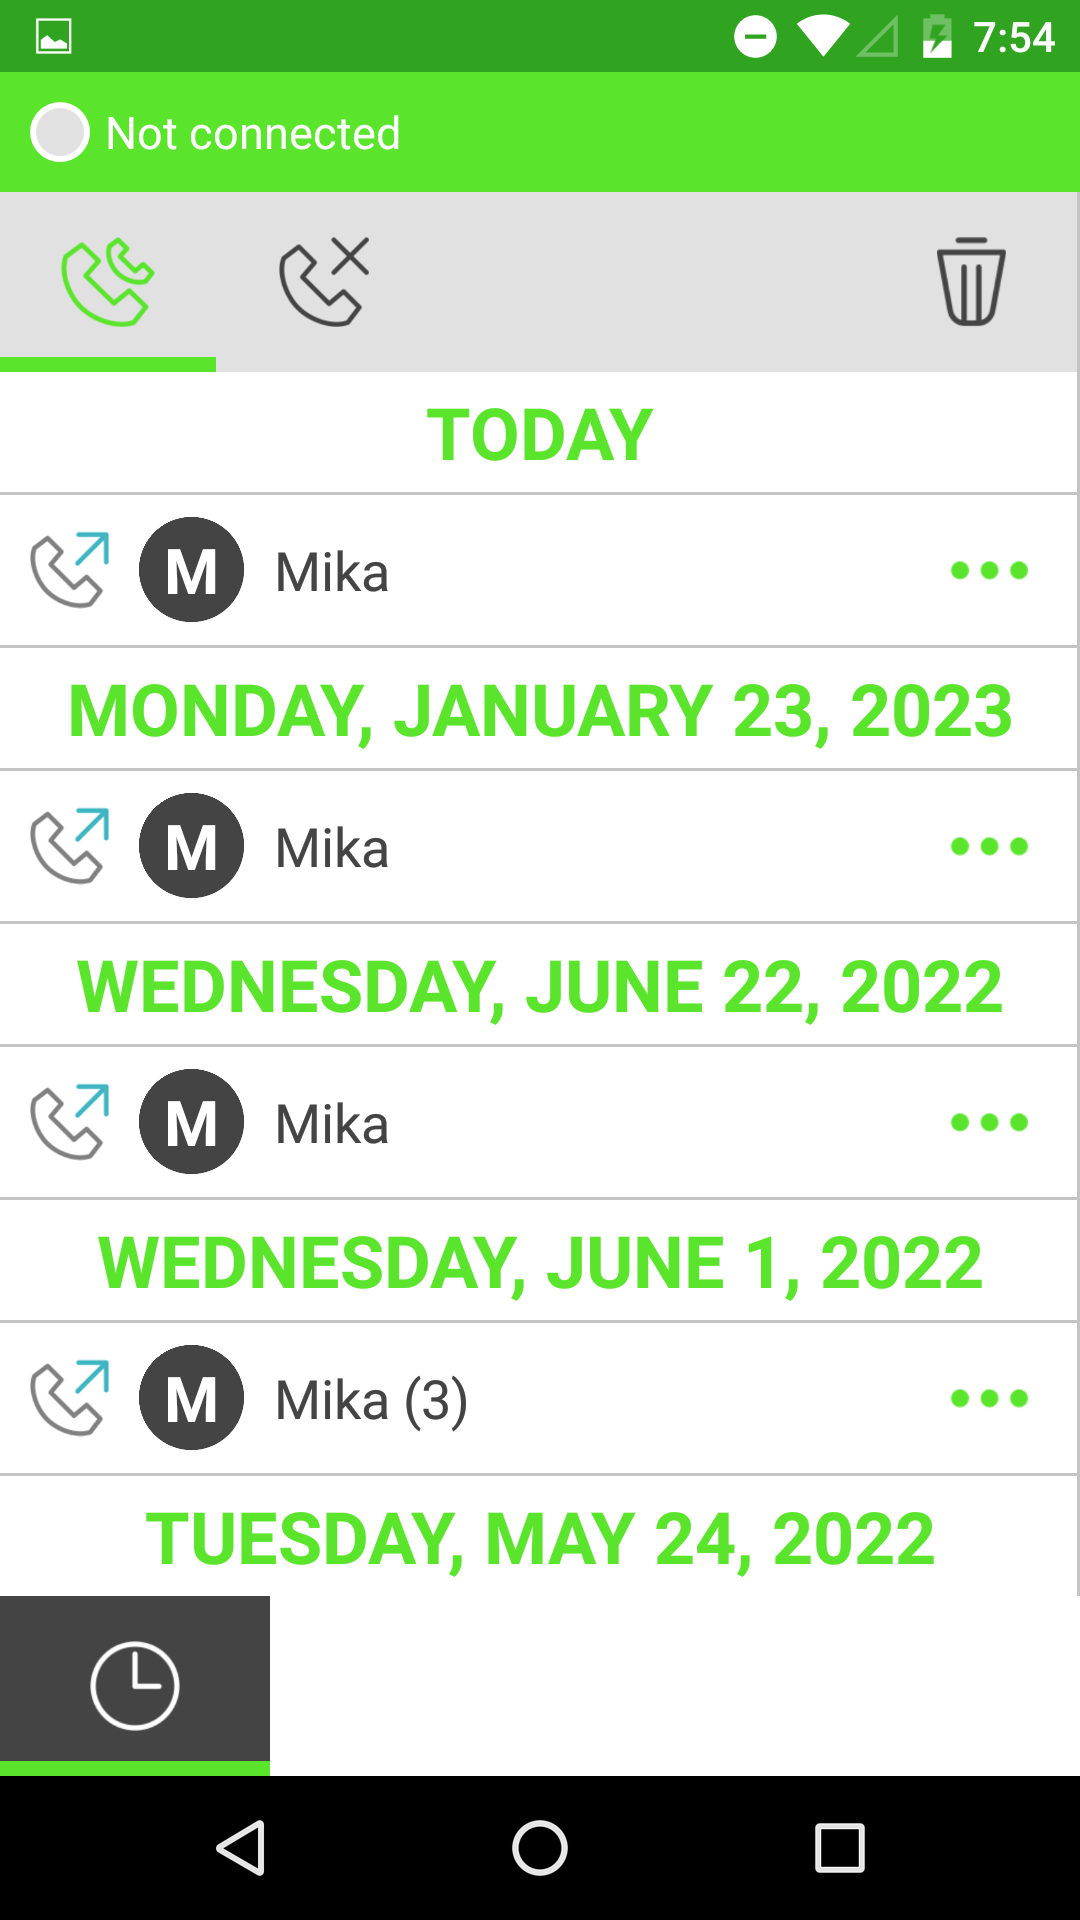 7:54
Not connected
TODAY
M Mika
MONDAY, JANUARY 23, 2023
M Mika
WEDNESDAY, JUNE 22, 2022
M Mika
WEDNESDAY, JUNE 1, 2022
M Mika (3)
TUESDAY, MAY 24, 2022